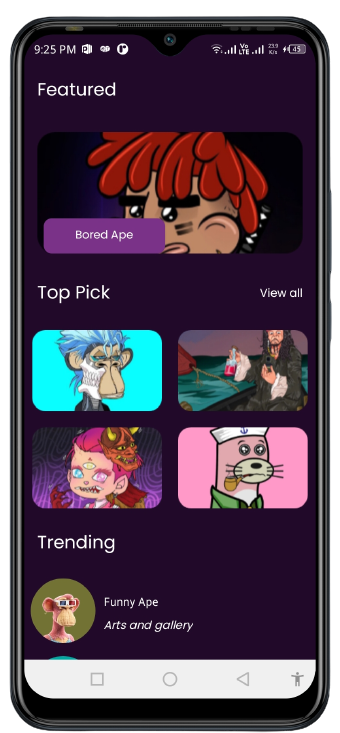 9:25 PM Vo LTE 23.9 K/s 45
Featured
Bored Ape
Top Pick
View all
Trending
Funny Ape
Arts and gallery